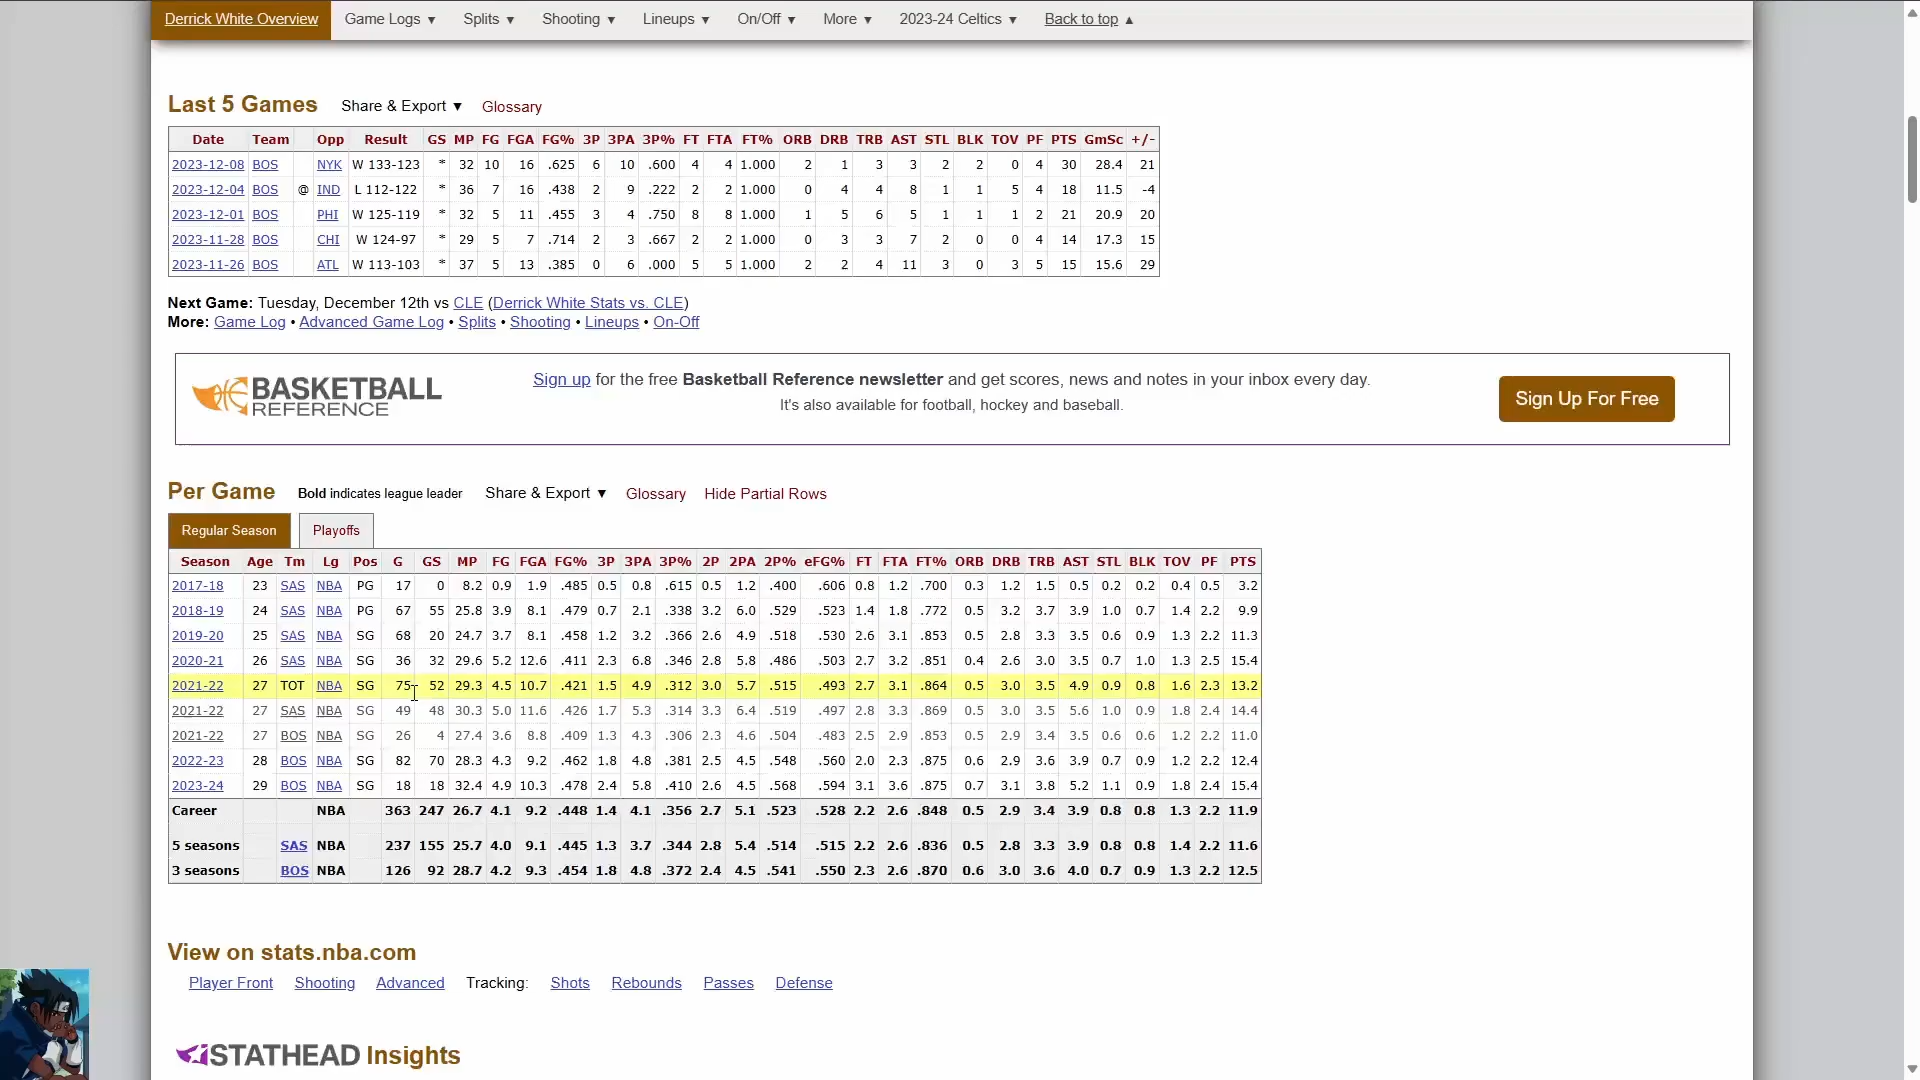 Derrick White Overview Game Logs ▼ Splits ▼ Shooting ▼ Lineups ▼ On/Off ▼ More ▼ 2023-24 Celtics ▼ Back to top ▲
Last 5 Games Share & Export ▼ Glossary
Date Team Opp Result GS MP FG FGA FG% 3P 3PA 3P% FT FTA FT% ORB DRB TRB AST STL BLK TOV PF PTS GmSc +/-
2023-12-08 BOS NYK W 133-123 * 32 10 16 .625 6 10 .600 4 4 1.000 2 1 3 3 2 2 0 4 30 28.4 21
2023-12-04 BOS @ IND L 112-122 * 36 7 16 .438 2 9 .222 2 2 1.000 0 4 4 8 1 1 5 4 18 11.5 -4
2023-12-01 BOS PHI W 125-119 * 32 5 11 .455 3 4 .750 8 8 1.000 1 5 6 5 1 1 1 2 21 20.9 20
2023-11-28 BOS CHI W 124-97 * 29 5 7 .714 2 3 .667 2 2 1.000 0 3 3 7 2 0 0 4 14 17.3 15
2023-11-26 BOS ATL W 113-103 * 37 5 13 .385 0 6 .000 5 5 1.000 2 2 4 11 3 0 3 5 15 15.6 29
Next Game: Tuesday, December 12th vs CLE (Derrick White Stats vs. CLE)
More: Game Log • Advanced Game Log • Splits • Shooting • Lineups • On-Off
BASKETBALL
REFERENCE
Sign up for the free Basketball Reference newsletter and get scores, news and notes in your inbox every day.
It's also available for football, hockey and baseball.
Sign Up For Free
Per Game Bold indicates league leader Share & Export ▼ Glossary Hide Partial Rows
Regular Season Playoffs
Season Age Tm Lg Pos G GS MP FG FGA FG% 3P 3PA 3P% 2P 2PA 2P% eFG% FT FTA FT% ORB DRB TRB AST STL BLK TOV PF PTS
2017-18 23 SAS NBA PG 17 0 8.2 0.9 1.9 .485 0.5 0.8 .615 0.5 1.2 .400 .606 0.8 1.2 .700 0.3 1.2 1.5 0.5 0.2 0.2 0.4 0.5 3.2
2018-19 24 SAS NBA PG 67 55 25.8 3.9 8.1 .479 0.7 2.1 .338 3.2 6.0 .529 .523 1.4 1.8 .772 0.5 3.2 3.7 3.9 1.0 0.7 1.4 2.2 9.9
2019-20 25 SAS NBA SG 68 20 24.7 3.7 8.1 .458 1.2 3.2 .366 2.6 4.9 .518 .530 2.6 3.1 .853 0.5 2.8 3.3 3.5 0.6 0.9 1.3 2.2 11.3
2020-21 26 SAS NBA SG 36 32 29.6 5.2 12.6 .411 2.3 6.8 .346 2.8 5.8 .486 .503 2.7 3.2 .851 0.4 2.6 3.0 3.5 0.7 1.0 1.3 2.5 15.4
2021-22 27 TOT NBA SG 75 52 29.3 4.5 10.7 .421 1.5 4.9 .312 3.0 5.7 .515 .493 2.7 3.1 .864 0.5 3.0 3.5 4.9 0.9 0.8 1.6 2.3 13.2
2021-22 27 SAS NBA SG 49 48 30.3 5.0 11.6 .426 1.7 5.3 .314 3.3 6.4 .519 .497 2.8 3.3 .869 0.5 3.0 3.5 5.6 1.0 0.9 1.8 2.4 14.4
2021-22 27 BOS NBA SG 26 4 27.4 3.6 8.8 .409 1.3 4.3 .306 2.3 4.6 .504 .483 2.5 2.9 .853 0.5 2.9 3.4 3.5 0.6 0.6 1.2 2.2 11.0
2022-23 28 BOS NBA SG 82 70 28.3 4.3 9.2 .462 1.8 4.8 .381 2.5 4.5 .548 .560 2.0 2.3 .875 0.6 2.9 3.6 3.9 0.7 0.9 1.2 2.2 12.4
2023-24 29 BOS NBA SG 18 18 32.4 4.9 10.3 .478 2.4 5.8 .410 2.6 4.5 .568 .594 3.1 3.6 .875 0.7 3.1 3.8 5.2 1.1 0.9 1.8 2.4 15.4
Career NBA 363 247 26.7 4.1 9.2 .448 1.4 4.1 .356 2.7 5.1 .523 .528 2.2 2.6 .848 0.5 2.9 3.4 3.9 0.8 0.8 1.3 2.2 11.9
5 seasons SAS NBA 237 155 25.7 4.0 9.1 .445 1.3 3.7 .344 2.8 5.4 .514 .515 2.2 2.6 .836 0.5 2.8 3.3 3.9 0.8 0.8 1.4 2.2 11.6
3 seasons BOS NBA 126 92 28.7 4.2 9.3 .454 1.8 4.8 .372 2.4 4.5 .541 .550 2.3 2.6 .870 0.6 3.0 3.6 4.0 0.7 0.9 1.3 2.2 12.5
View on stats.nba.com
Player Front Shooting Advanced Tracking: Shots Rebounds Passes Defense
STATHEAD Insights